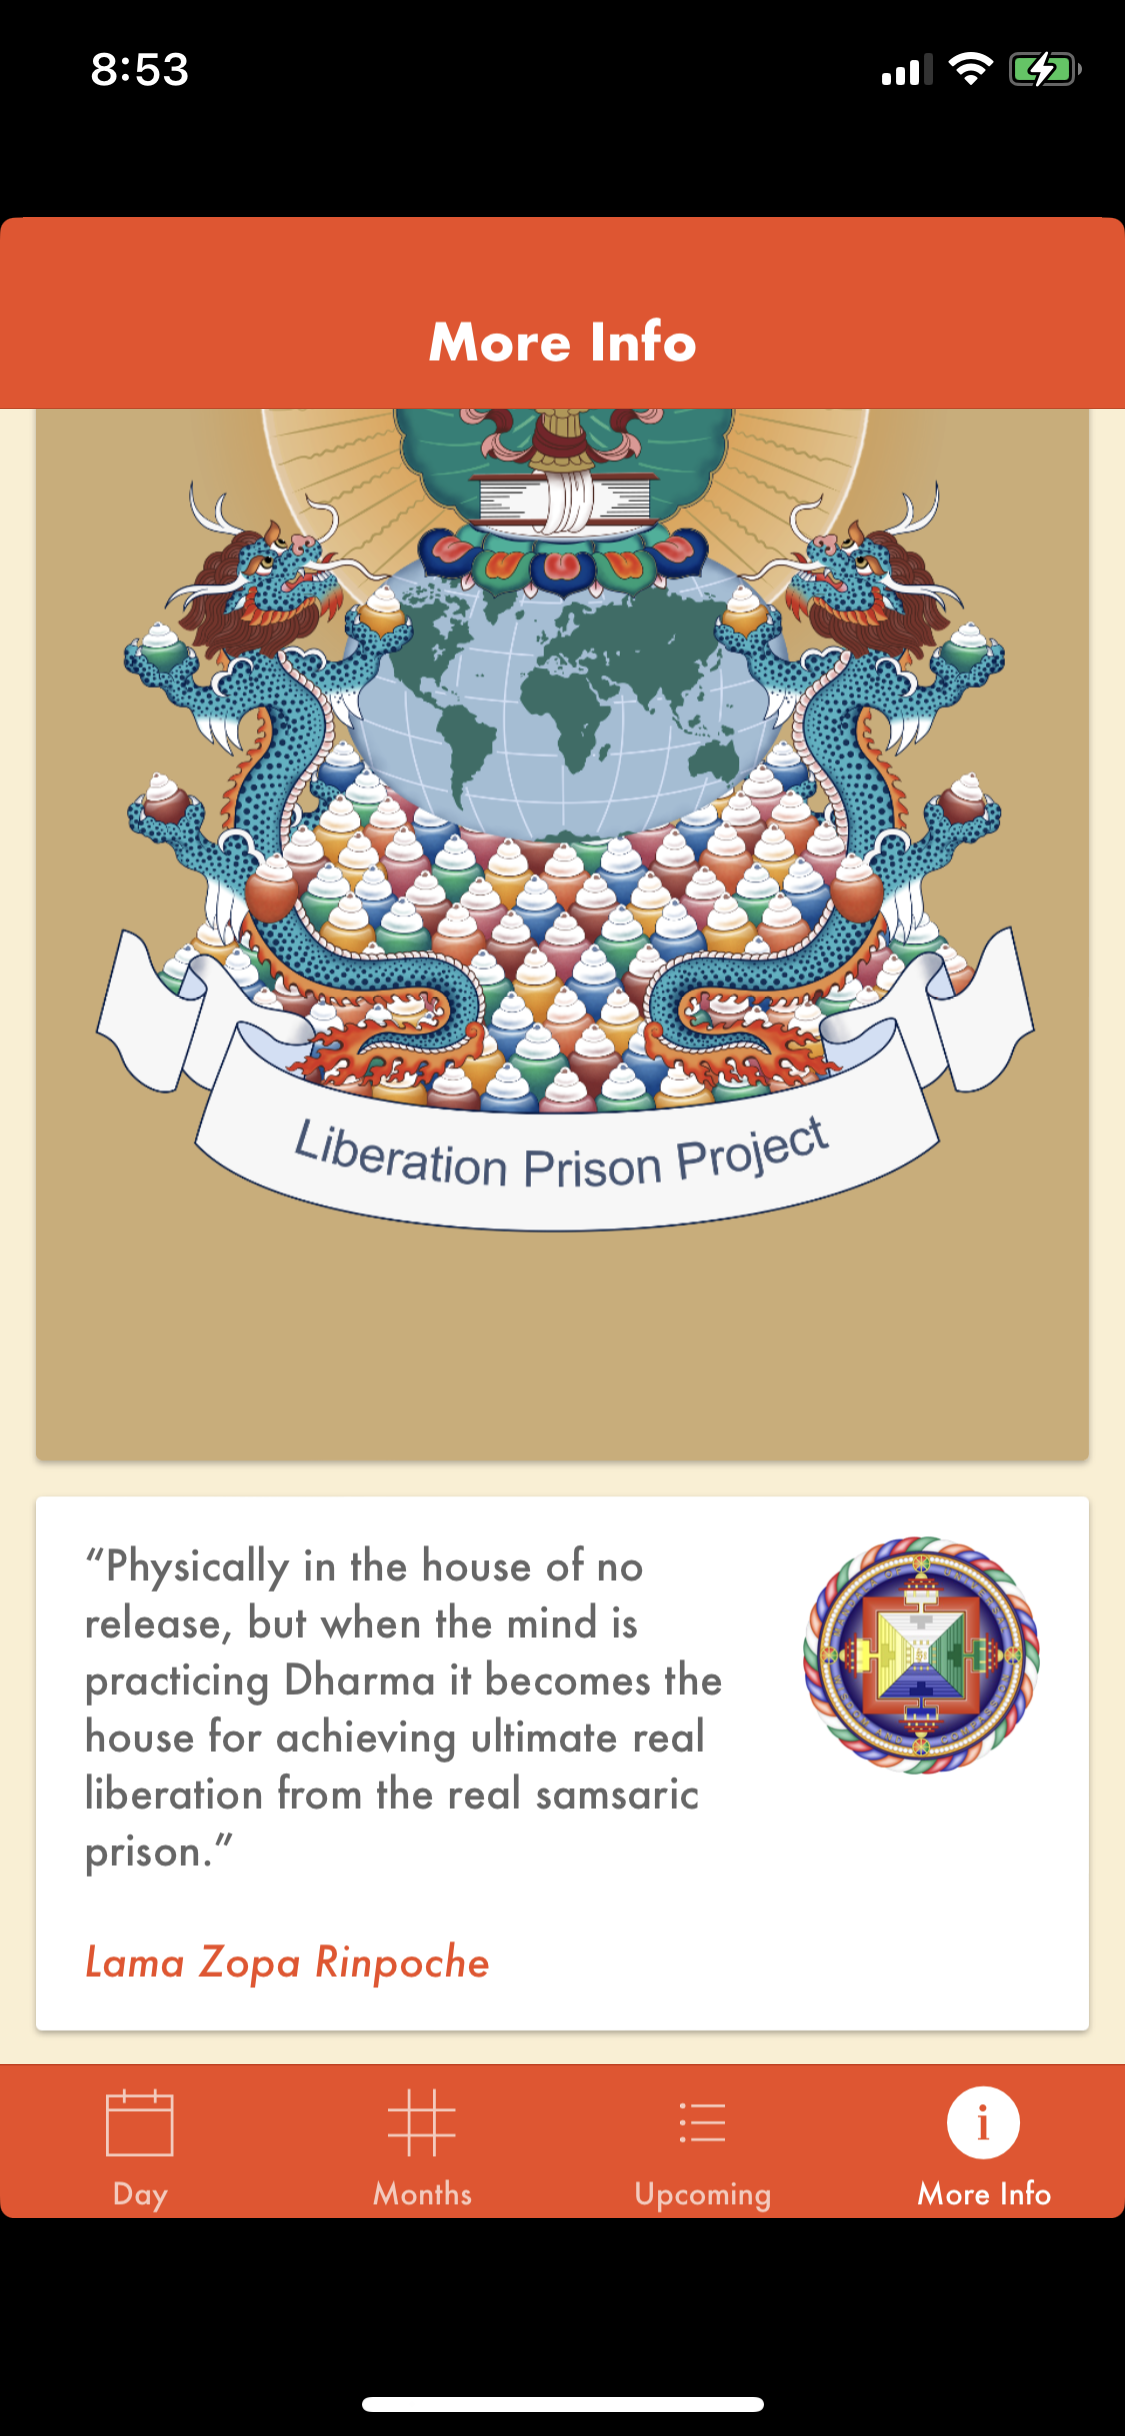 8:53
More Info
Liberation Prison Project
“Physically in the house of no
release, but when the mind is
practicing Dharma it becomes the
house for achieving ultimate real
liberation from the real samsaric
prison.”
Lama Zopa Rinpoche
Day
Months
Upcoming
More Info